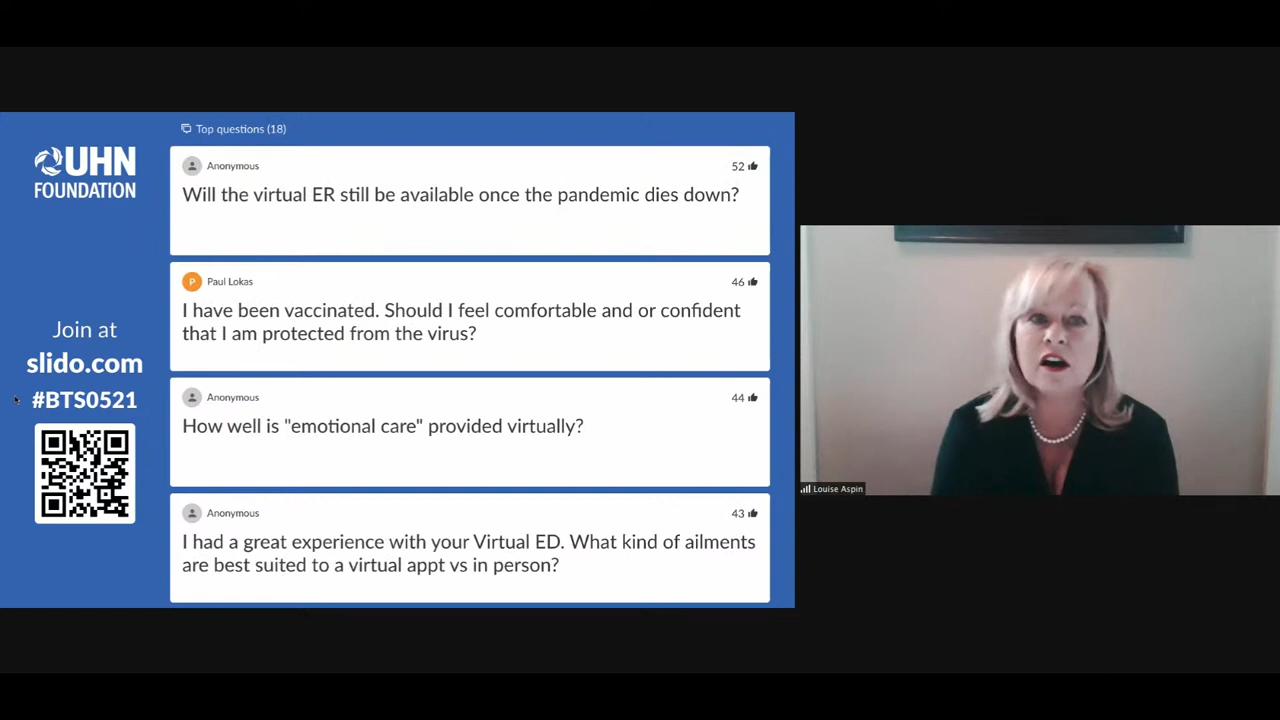 UHN
FOUNDATION
Join at
slido.com
#BTS0521
Top questions (18)
Anonymous
52
Will the virtual ER still be available once the pandemic dies down?
P
Paul Lokas
46
I have been vaccinated. Should I feel comfortable and or confident
that I am protected from the virus?
Anonymous
44
How well is "emotional care" provided virtually?
Anonymous
43
I had a great experience with your Virtual ED. What kind of ailments
are best suited to a virtual appt vs in person?
Louise Aspin